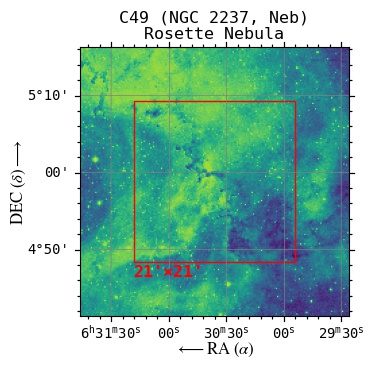 C49 (NGC 2237, Neb)
Rosette Nebula
5°10'
00'
4°50'
DEC (δ) ⟶
21'×21'
6ʰ31ᵐ30ˢ 00ˢ 30ᵐ30ˢ 00ˢ 29ᵐ30ˢ
⟵ RA (α)